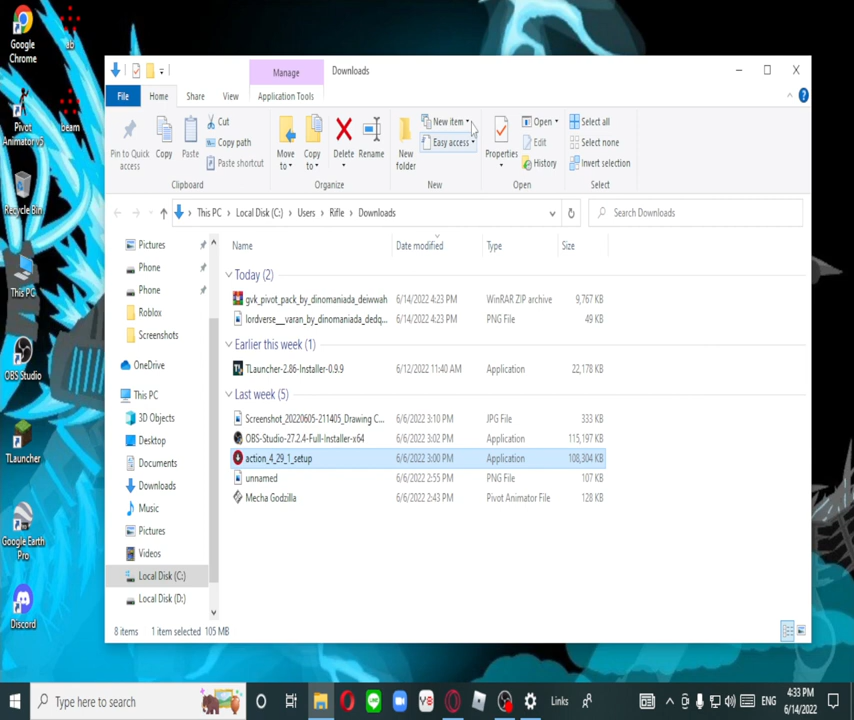 Google
Chrome
ab
Pivot
Animator v5
beam
Recycle Bin
This PC
OBS Studio
TLauncher
Google Earth
Pro
Discord
Manage
Downloads
File
Home
Share
View
Application Tools
Pin to Quick
access
Copy
Paste
Cut
Copy path
Paste shortcut
Move
to
Copy
to
Delete
Rename
New
folder
New item
Easy access
Properties
Open
Edit
History
Select all
Select none
Invert selection
Clipboard
Organize
New
Open
Select
This PC > Local Disk (C:) > Users > Rifle > Downloads
Search Downloads
Pictures
Phone
Phone
Roblox
Screenshots
OneDrive
This PC
3D Objects
Desktop
Documents
Downloads
Music
Pictures
Videos
Local Disk (C:)
Local Disk (D:)
Name Date modified Type Size
Today (2)
gvk_pivot_pack_by_dinomaniada_deiwwah 6/14/2022 4:23 PM WinRAR ZIP archive 9,767 KB
lordverse__varan_by_dinomaniada_dedq... 6/14/2022 4:23 PM PNG File 49 KB
Earlier this week (1)
TLauncher-2.86-Installer-0.9.9 6/12/2022 11:40 AM Application 22,178 KB
Last week (5)
Screenshot_20220605-211405_Drawing C... 6/6/2022 3:10 PM JPG File 333 KB
OBS-Studio-27.2.4-Full-Installer-x64 6/6/2022 3:02 PM Application 115,197 KB
action_4_29_1_setup 6/6/2022 3:00 PM Application 108,304 KB
unnamed 6/6/2022 2:55 PM PNG File 107 KB
Mecha Godzilla 6/6/2022 2:43 PM Pivot Animator File 128 KB
8 items 1 item selected 105 MB
Type here to search
LINE
Y8
Links
ENG
4:33 PM
6/14/2022